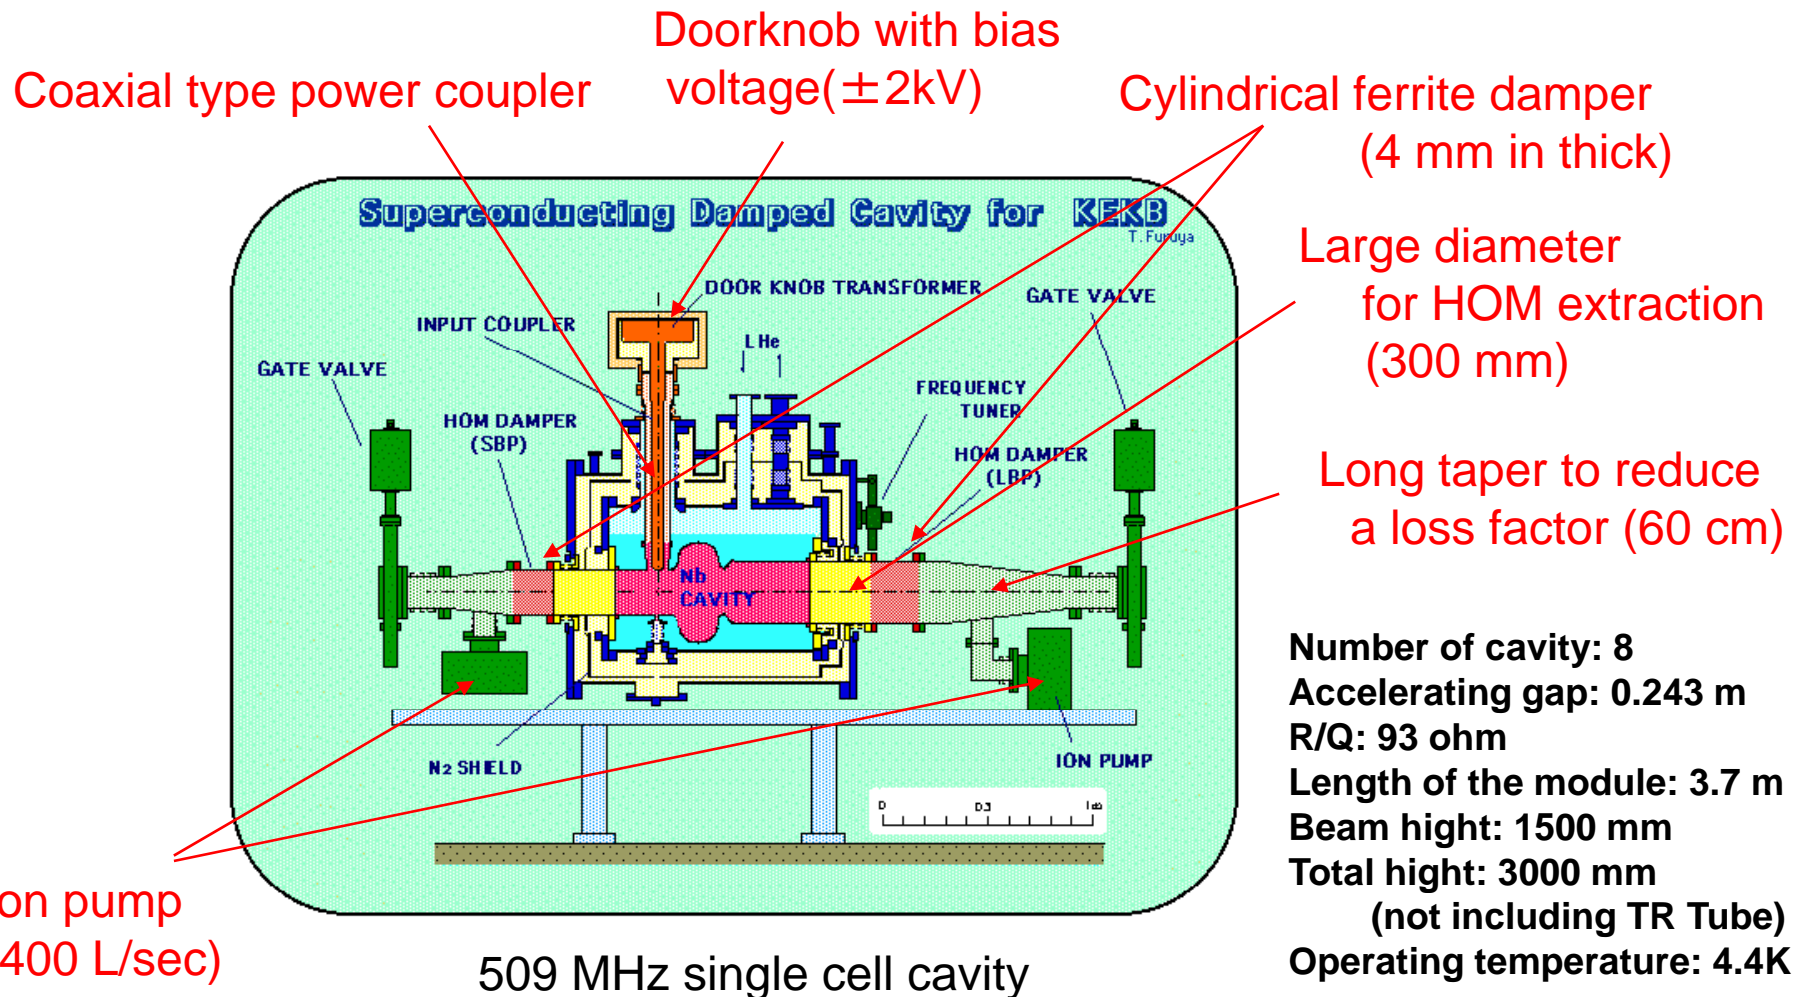 Doorknob with bias
voltage(±2kV)
Coaxial type power coupler
Cylindrical ferrite damper
(4 mm in thick)
Superconducting Damped Cavity for KEKB
T.Furuya
Large diameter
for HOM extraction
(300 mm)
DOOR KNOB TRANSFORMER
GATE VALVE
INPUT COUPLER
L He
GATE VALVE
FREQUENCY
TUNER
HOM DAMPER
(SBP)
HOM DAMPER
(LBP)
Long taper to reduce
a loss factor (60 cm)
Nb
CAVITY
Number of cavity: 8
Accelerating gap: 0.243 m
R/Q: 93 ohm
Length of the module: 3.7 m
Beam hight: 1500 mm
Total hight: 3000 mm
(not including TR Tube)
Operating temperature: 4.4K
N2 SHIELD
ION PUMP
on pump
400 L/sec)
509 MHz single cell cavity